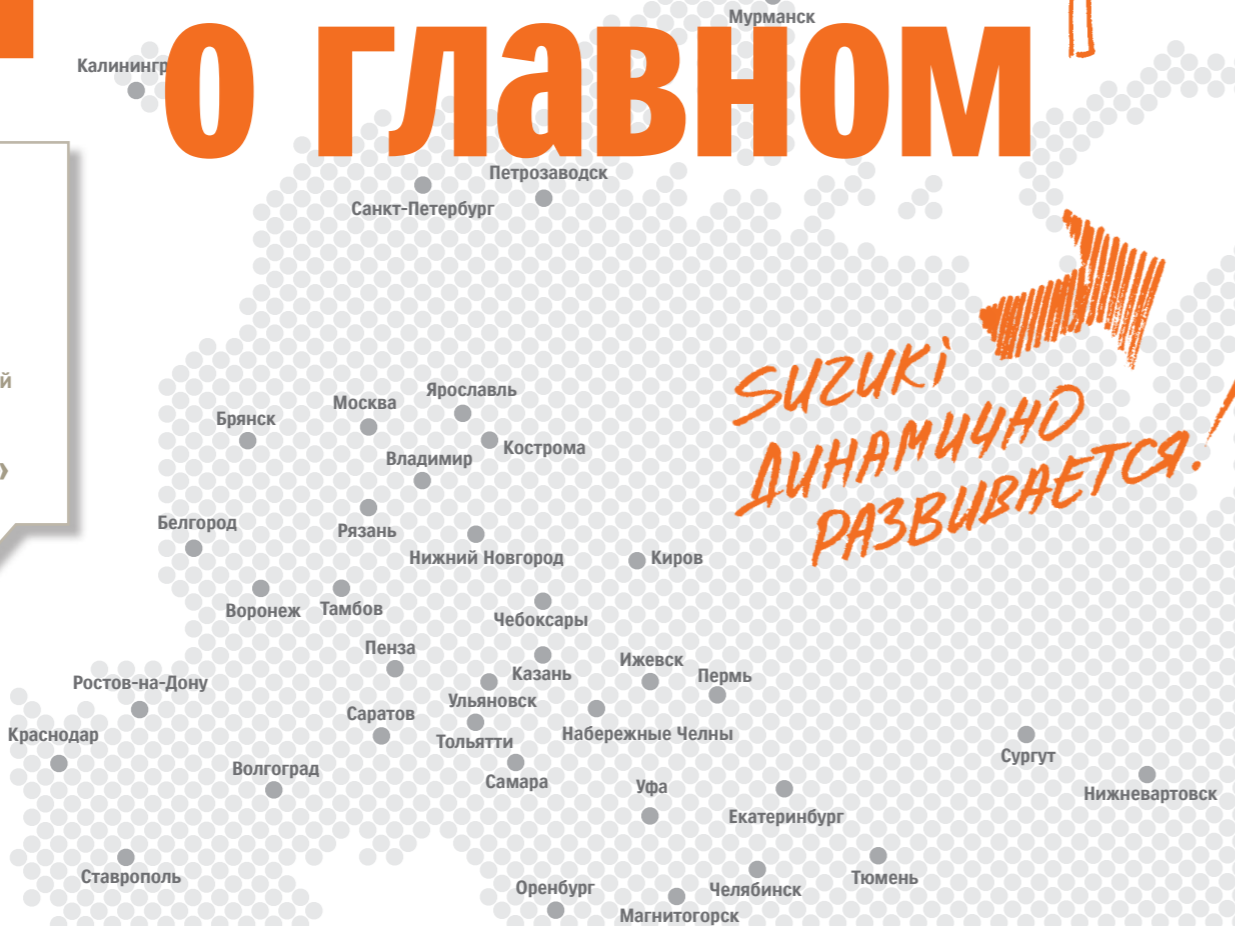 Мурманск
Калинингр
о главном
Петрозаводск
Санкт-Петербург
SUZUKI
ДИНАМИЧНО
РАЗВИВАЕТСЯ!
й
»
Ярославль
Москва
Брянск
Кострома
Владимир
Белгород
Рязань
Нижний Новгород
Киров
Воронеж
Тамбов
Чебоксары
Пенза
Казань
Ижевск
Пермь
Ростов-на-Дону
Ульяновск
Саратов
Набережные Челны
Краснодар
Тольятти
Сургут
Волгоград
Самара
Уфа
Нижневартовск
Екатеринбург
Ставрополь
Оренбург
Челябинск
Тюмень
Магнитогорск